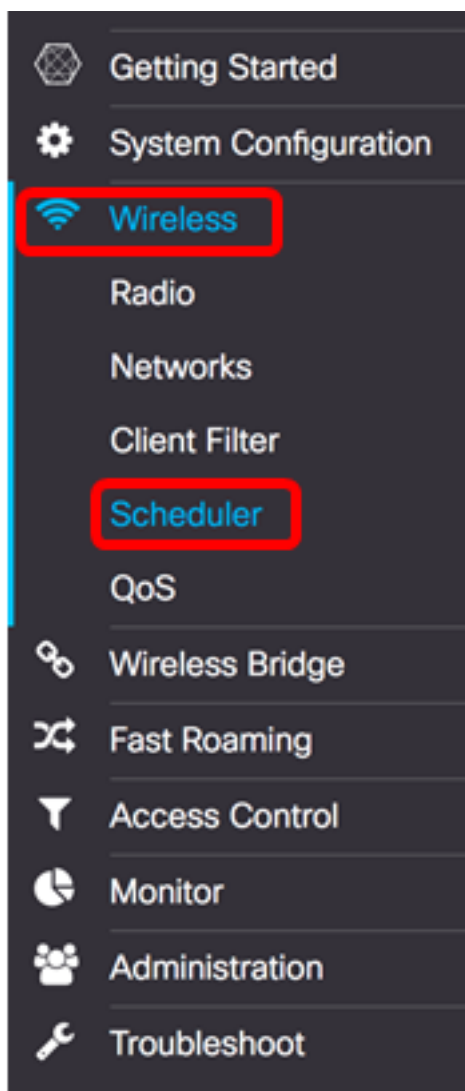 Getting Started
System Configuration
Wireless
Radio
Networks
Client Filter
Scheduler
QoS
Wireless Bridge
Fast Roaming
Access Control
Monitor
Administration
Troubleshoot